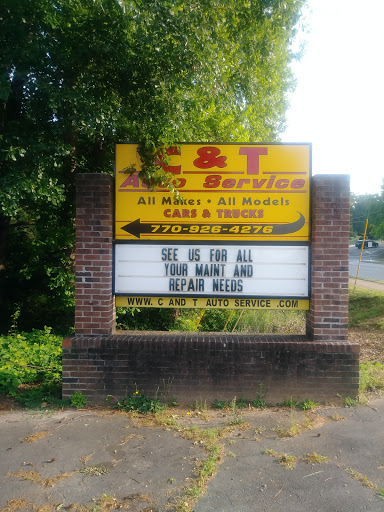 C & T
Auto Service
All Makes • All Models
CARS & TRUCKS
770-926-4276
SEE US FOR ALL
YOUR MAINT AND
REPAIR NEEDS
WWW. C AND T AUTO SERVICE .COM